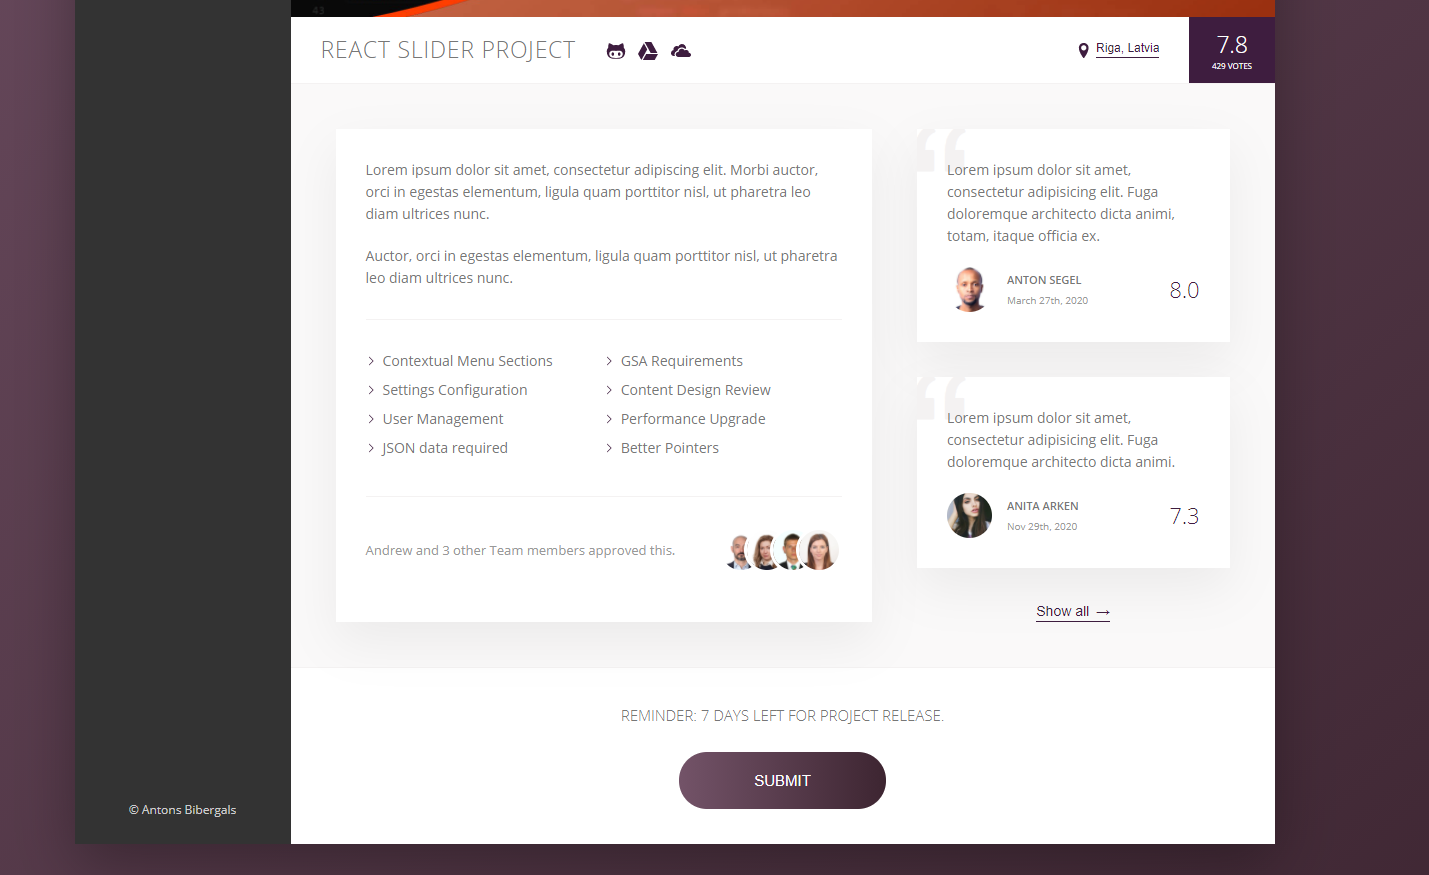 43
REACT SLIDER PROJECT
Riga, Latvia
7.8
429 VOTES
Lorem ipsum dolor sit amet, consectetur adipiscing elit. Morbi auctor,
orci in egestas elementum, ligula quam porttitor nisl, ut pharetra leo
diam ultrices nunc.
Auctor, orci in egestas elementum, ligula quam porttitor nisl, ut pharetra
leo diam ultrices nunc.
Contextual Menu Sections
Settings Configuration
User Management
JSON data required
GSA Requirements
Content Design Review
Performance Upgrade
Better Pointers
Andrew and 3 other Team members approved this.
“
Lorem ipsum dolor sit amet,
consectetur adipisicing elit. Fuga
doloremque architecto dicta animi,
totam, itaque officia ex.
ANTON SEGEL
March 27th, 2020
8.0
“
Lorem ipsum dolor sit amet,
consectetur adipisicing elit. Fuga
doloremque architecto dicta animi.
ANITA ARKEN
Nov 29th, 2020
7.3
Show all →
REMINDER: 7 DAYS LEFT FOR PROJECT RELEASE.
SUBMIT
© Antons Bibergals